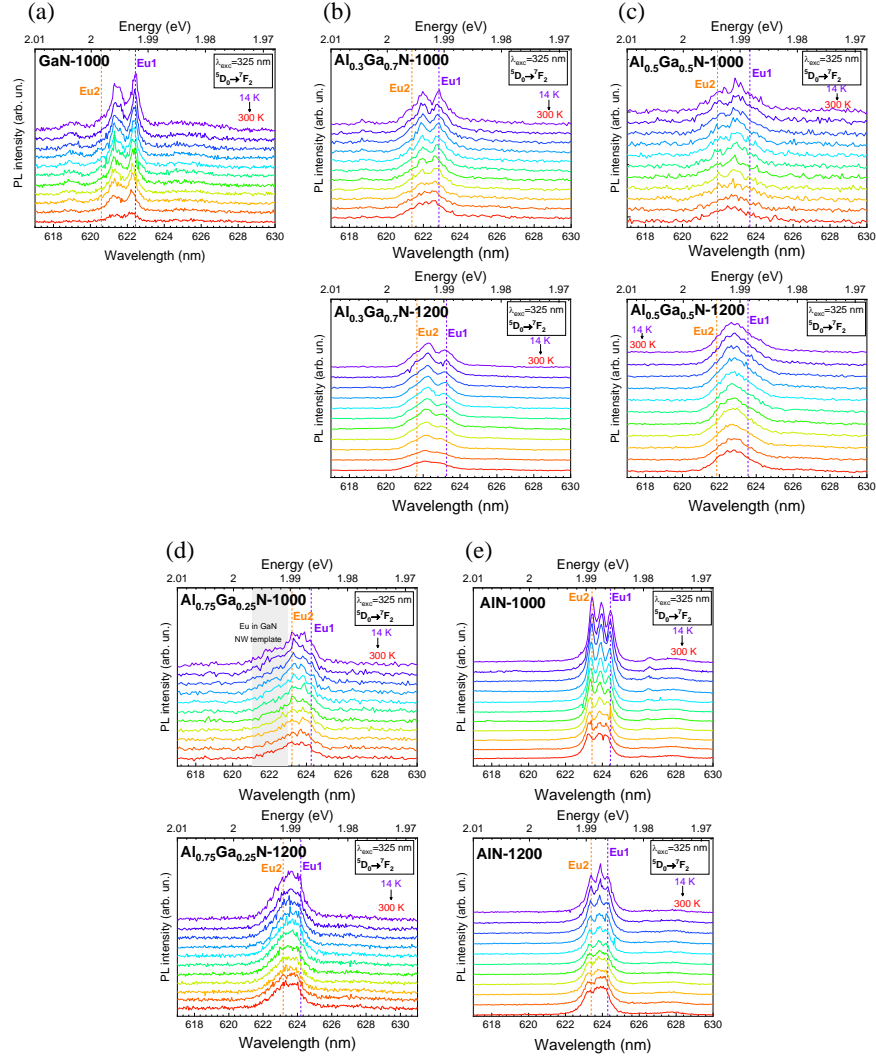 (a)
Energy (eV)
2.01 2 1.99 1.98 1.97
GaN-1000
λexc=325 nm
⁵D₀→⁷F₂
Eu2
Eu1
14 K
300 K
PL intensity (arb. un.)
618 620 622 624 626 628 630
Wavelength (nm)
(b)
Energy (eV)
2.01 2 1.99 1.98 1.97
Al0.3Ga0.7N-1000
λexc=325 nm
⁵D₀→⁷F₂
Eu2
Eu1
14 K
300 K
PL intensity (arb. un.)
618 620 622 624 626 628 630
Wavelength (nm)
(c)
Energy (eV)
2.01 2 1.99 1.98 1.97
Al0.5Ga0.5N-1000
λexc=325 nm
⁵D₀→⁷F₂
Eu2
Eu1
14 K
300 K
PL intensity (arb. un.)
618 620 622 624 626 628 630
Wavelength (nm)
Energy (eV)
2.01 2 1.99 1.98 1.97
Al0.3Ga0.7N-1200
λexc=325 nm
⁵D₀→⁷F₂
Eu2
Eu1
14 K
300 K
PL intensity (arb. un.)
618 620 622 624 626 628 630
Wavelength (nm)
Energy (eV)
2.01 2 1.99 1.98 1.97
Al0.5Ga0.5N-1200
λexc=325 nm
⁵D₀→⁷F₂
Eu2
Eu1
14 K
300 K
PL intensity (arb. un.)
618 620 622 624 626 628 630
Wavelength (nm)
(d)
Energy (eV)
2.01 2 1.99 1.98 1.97
Al0.75Ga0.25N-1000
λexc=325 nm
⁵D₀→⁷F₂
Eu in GaN
NW template
Eu2
Eu1
14 K
300 K
PL intensity (arb. un.)
618 620 622 624 626 628 630
Wavelength (nm)
(e)
Energy (eV)
2.01 2 1.99 1.98 1.97
AlN-1000
λexc=325 nm
⁵D₀→⁷F₂
Eu2
Eu1
14 K
300 K
PL intensity (arb. un.)
618 620 622 624 626 628 630
Wavelength (nm)
Energy (eV)
2.01 2 1.99 1.98 1.97
Al0.75Ga0.25N-1200
λexc=325 nm
⁵D₀→⁷F₂
Eu2
Eu1
14 K
300 K
PL intensity (arb. un.)
618 620 622 624 626 628 630
Wavelength (nm)
Energy (eV)
2.01 2 1.99 1.98 1.97
AlN-1200
λexc=325 nm
⁵D₀→⁷F₂
Eu2
Eu1
14 K
300 K
PL intensity (arb. un.)
618 620 622 624 626 628 630
Wavelength (nm)